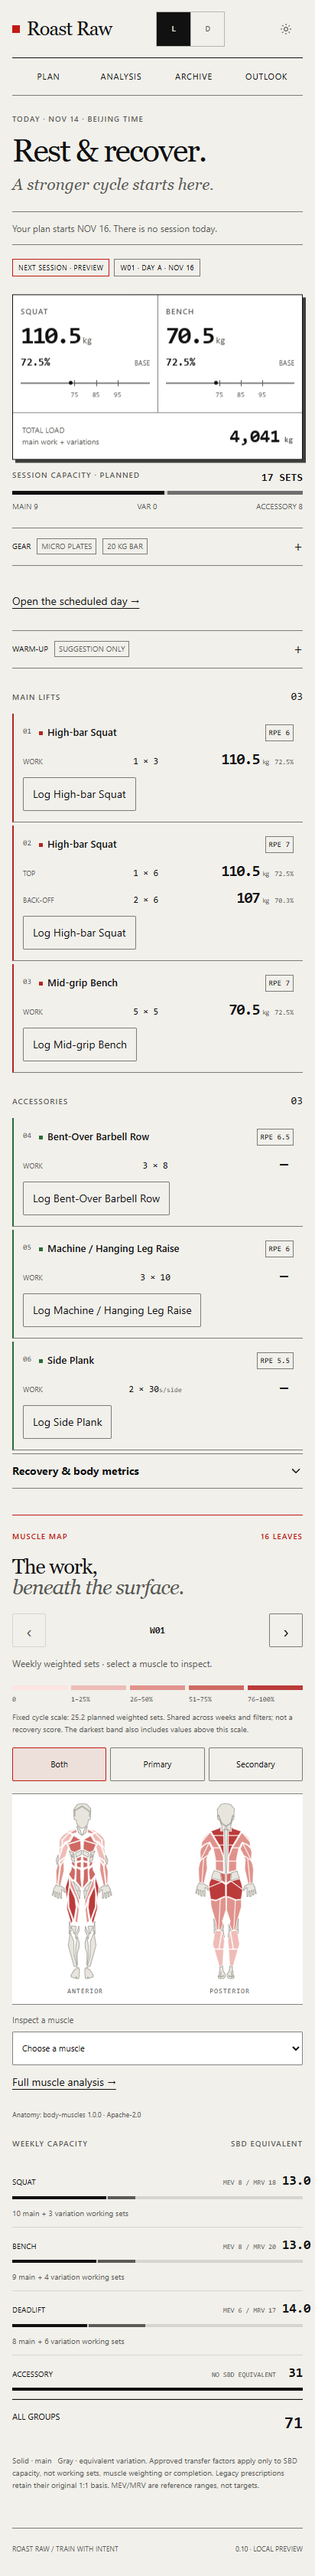 Roast Raw
L
D
PLAN
ANALYSIS
ARCHIVE
OUTLOOK
TODAY · NOV 14 · BEIJING TIME
Rest & recover.
A stronger cycle starts here.
Your plan starts NOV 16. There is no session today.
NEXT SESSION · PREVIEW
W01 · DAY A · NOV 16
SQUAT
110.5 kg
72.5%
BASE
75 85 95
BENCH
70.5 kg
72.5%
BASE
75 85 95
TOTAL LOAD
main work + variations
4,041 kg
SESSION CAPACITY · PLANNED
17 SETS
MAIN 9
VAR 0
ACCESSORY 8
GEAR
MICRO PLATES
20 KG BAR
+
Open the scheduled day →
WARM-UP
SUGGESTION ONLY
+
MAIN LIFTS
03
01 High-bar Squat
RPE 6
WORK 1 × 3 110.5 kg 72.5%
Log High-bar Squat
02 High-bar Squat
RPE 7
TOP 1 × 6 110.5 kg 72.5%
BACK-OFF 2 × 6 107 kg 70.3%
Log High-bar Squat
03 Mid-grip Bench
RPE 7
WORK 5 × 5 70.5 kg 72.5%
Log Mid-grip Bench
ACCESSORIES
03
04 Bent-Over Barbell Row
RPE 6.5
WORK 3 × 8 —
Log Bent-Over Barbell Row
05 Machine / Hanging Leg Raise
RPE 6
WORK 3 × 10 —
Log Machine / Hanging Leg Raise
06 Side Plank
RPE 5.5
WORK 2 × 30s/side —
Log Side Plank
Recovery & body metrics
MUSCLE MAP
16 LEAVES
The work,
beneath the surface.
‹
W01
›
Weekly weighted sets · select a muscle to inspect.
0 1–25% 26–50% 51–75% 76–100%
Fixed cycle scale: 25.2 planned weighted sets. Shared across weeks and filters; not a
recovery score. The darkest band also includes values above this scale.
Both
Primary
Secondary
ANTERIOR
POSTERIOR
Inspect a muscle
Choose a muscle
Full muscle analysis →
Anatomy: body-muscles 1.0.0 · Apache-2.0
WEEKLY CAPACITY
SBD EQUIVALENT
SQUAT
MEV 8 / MRV 18 13.0
10 main + 3 variation working sets
BENCH
MEV 8 / MRV 20 13.0
9 main + 4 variation working sets
DEADLIFT
MEV 6 / MRV 17 14.0
8 main + 6 variation working sets
ACCESSORY
NO SBD EQUIVALENT 31
ALL GROUPS
71
Solid · main Gray · equivalent variation. Approved transfer factors apply only to SBD
capacity, not working sets, muscle weighting or completion. Legacy prescriptions
retain their original 1:1 basis. MEV/MRV are reference ranges, not targets.
ROAST RAW / TRAIN WITH INTENT
0.10 · LOCAL PREVIEW